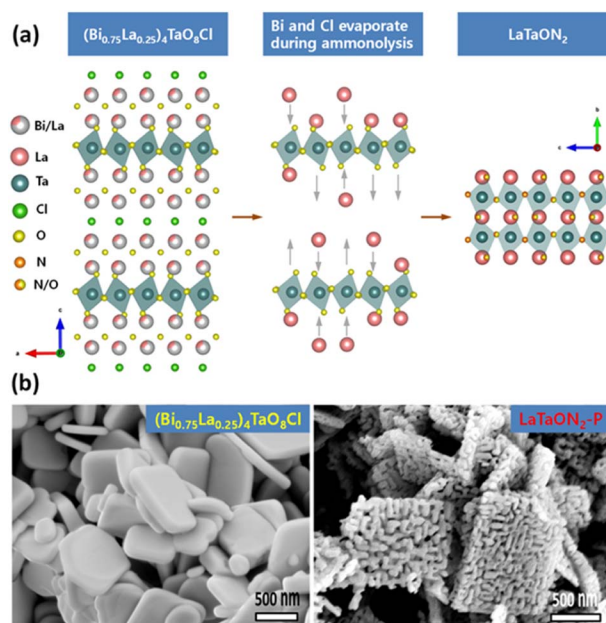 (a)
(Bi0.75La0.25)4TaO8Cl
Bi and Cl evaporate
during ammonolysis
LaTaON2
Bi/La
La
Ta
Cl
O
N
N/O
c
a
b
c
(b)
(Bi0.75La0.25)4TaO8Cl
500 nm
LaTaON2-P
500 nm